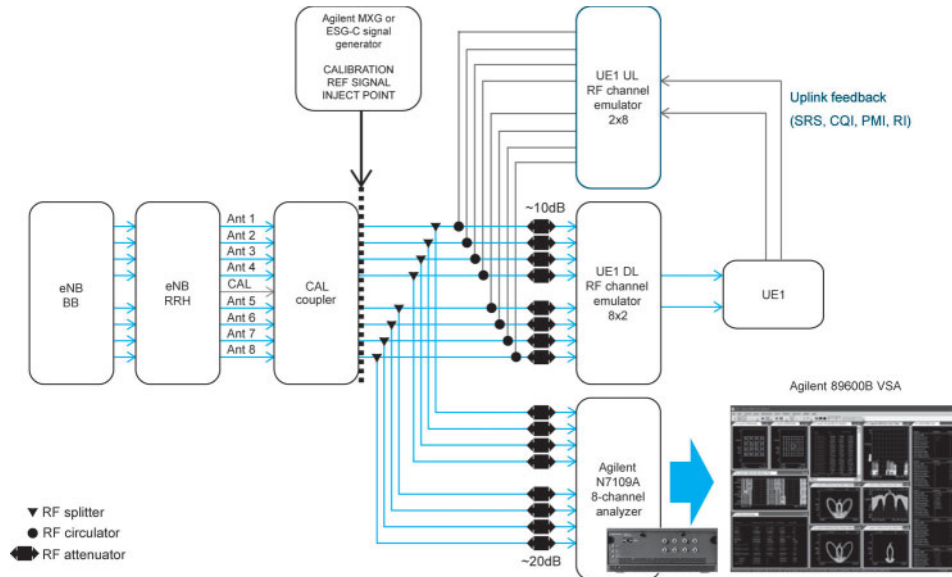 Agilent MXG or
ESG-C signal
generator
CALIBRATION
REF SIGNAL
INJECT POINT
UE1 UL
RF channel
emulator
2x8
Uplink feedback
(SRS, CQI, PMI, RI)
~10dB
eNB
BB
eNB
RRH
Ant 1
Ant 2
Ant 3
Ant 4
CAL
Ant 5
Ant 6
Ant 7
Ant 8
CAL
coupler
UE1 DL
RF channel
emulator
8x2
UE1
Agilent 89600B VSA
Agilent
N7109A
8-channel
analyzer
~20dB
RF splitter
RF circulator
RF attenuator